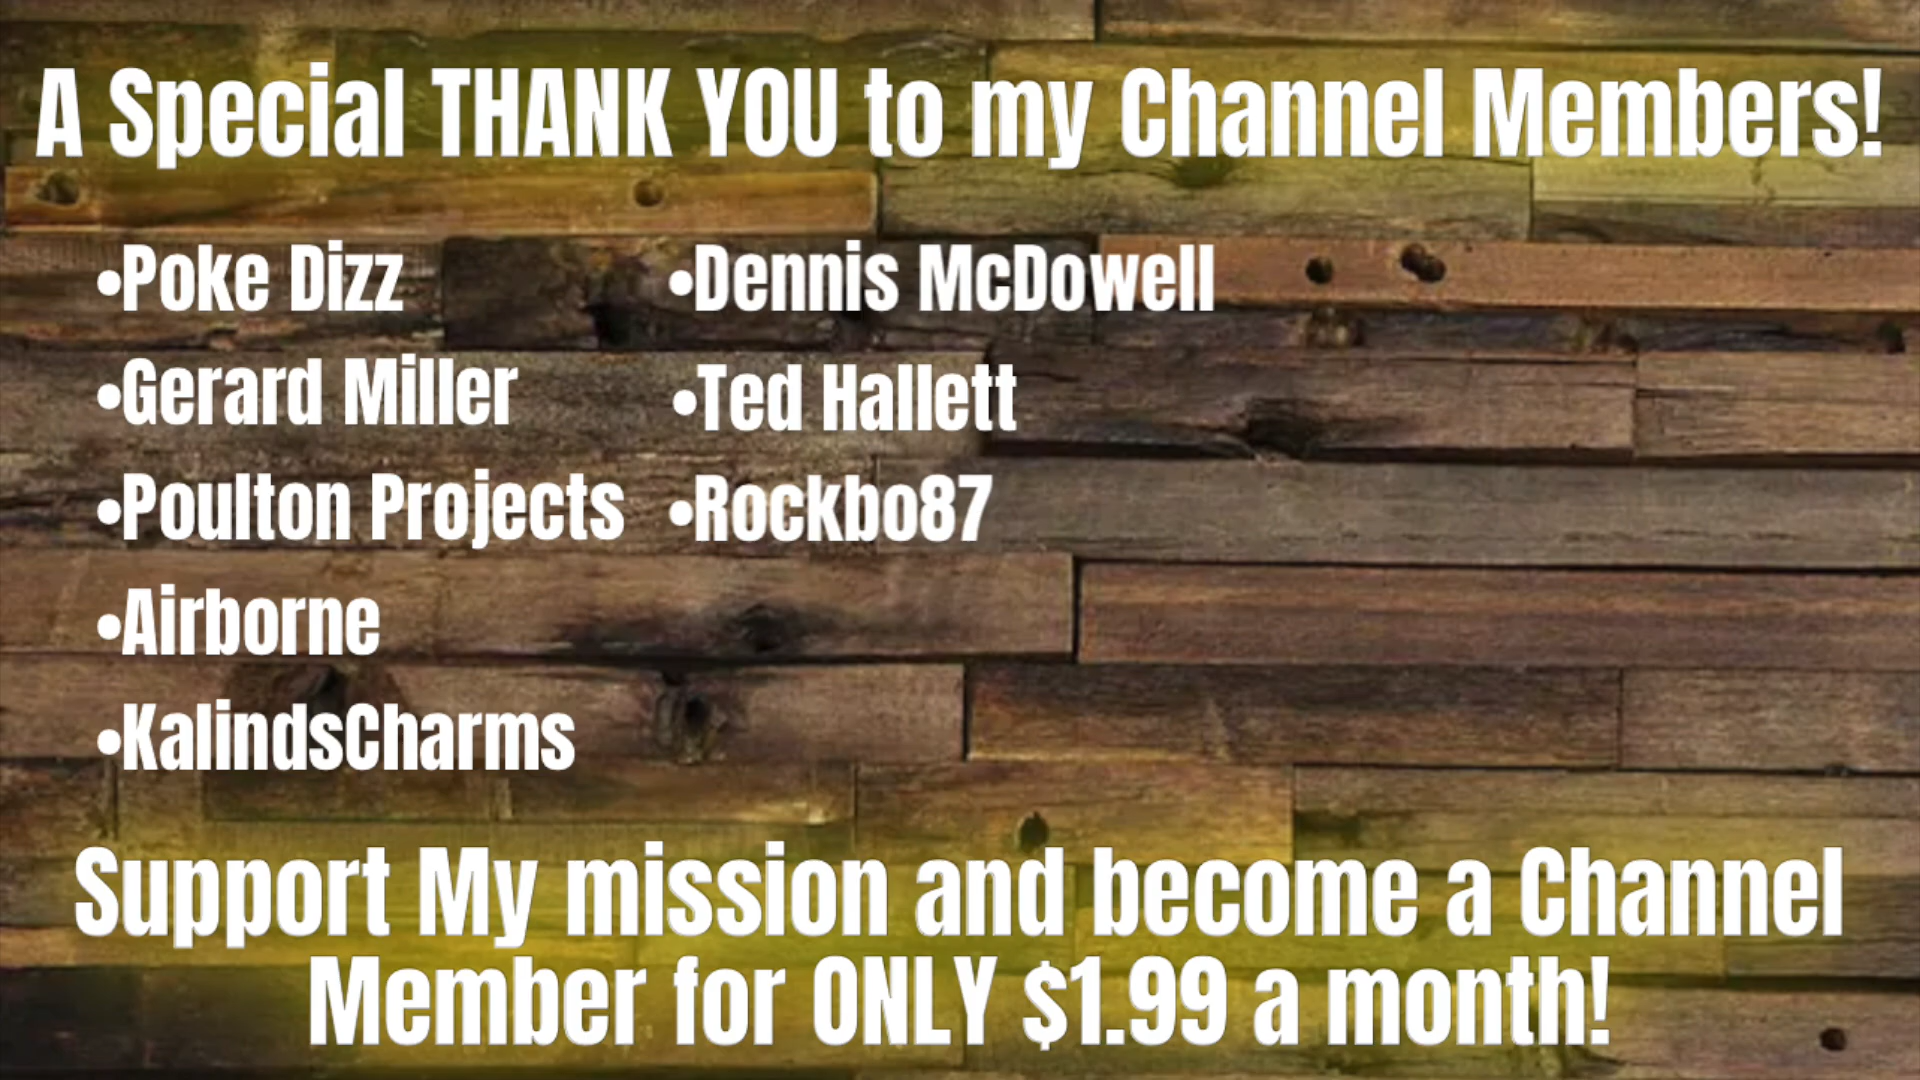 A Special THANK YOU to my Channel Members!
•Poke Dizz
•Gerard Miller
•Poulton Projects
•Airborne
•KalindsCharms
•Dennis McDowell
•Ted Hallett
•Rockbo87
Support My mission and become a Channel
Member for ONLY $1.99 a month!